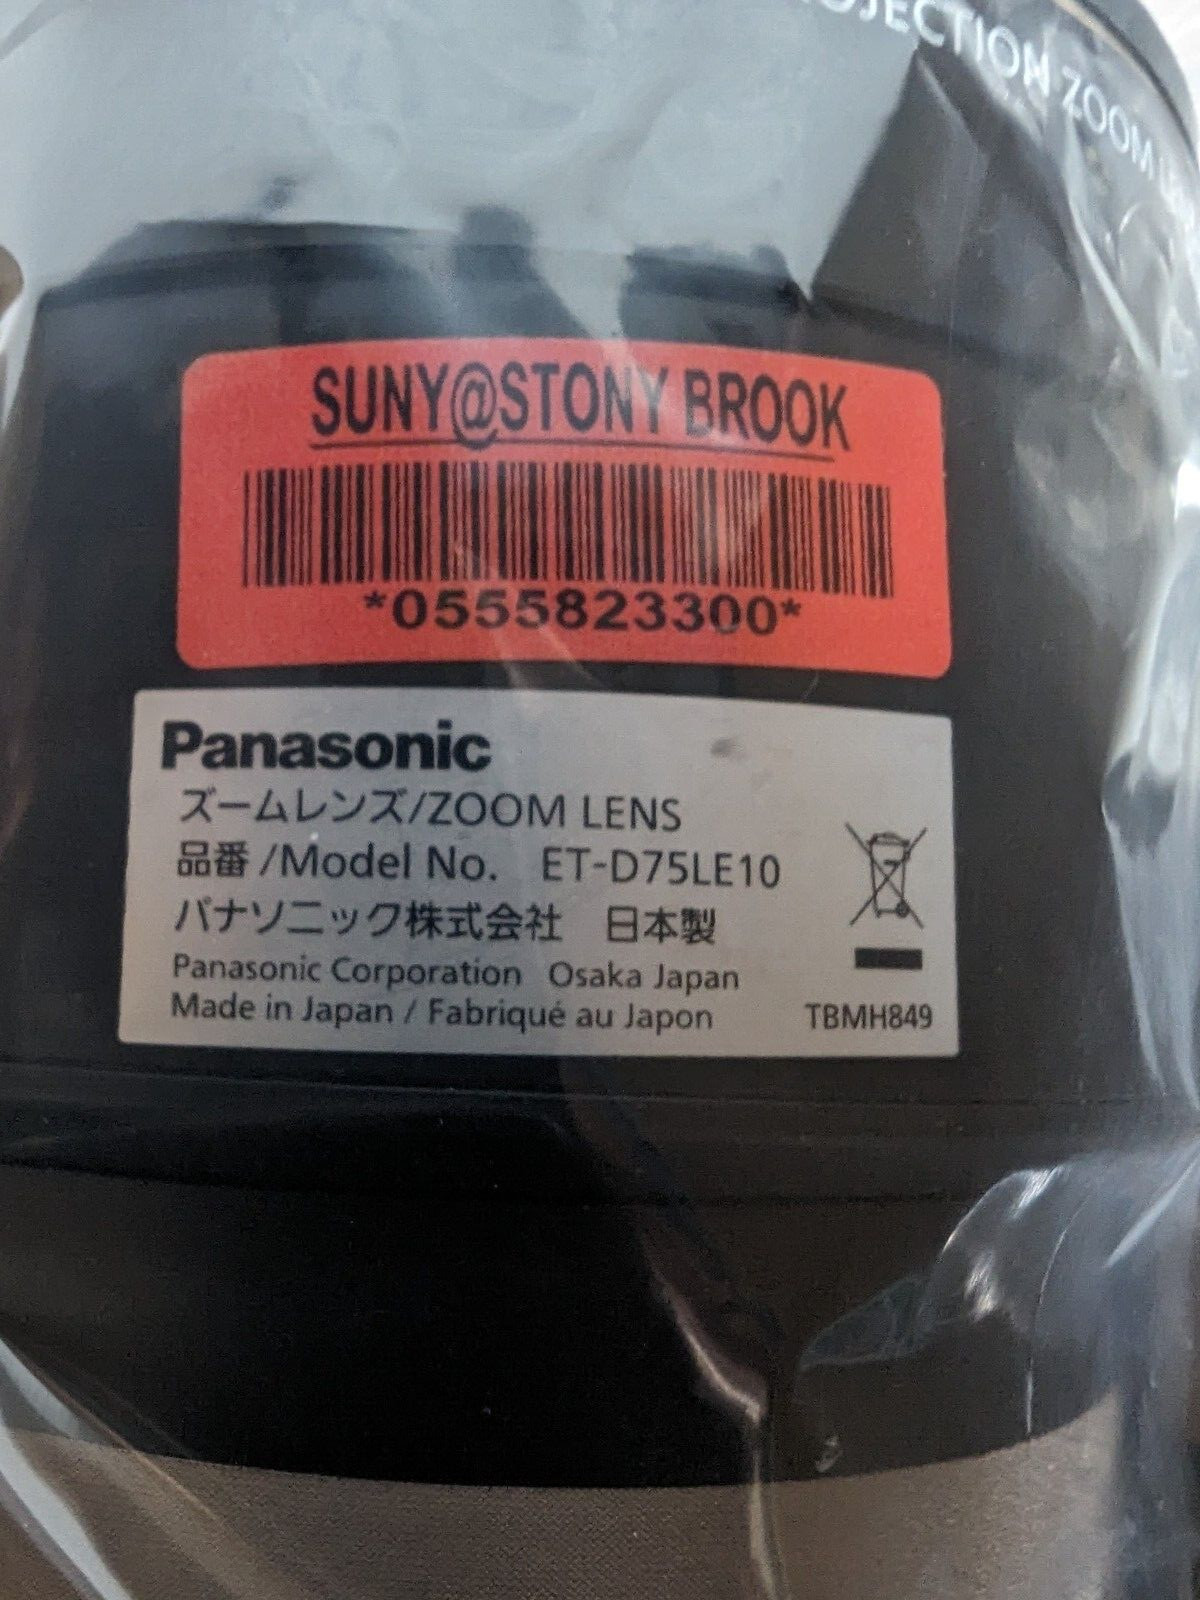 PROJECTION ZOOM
SUNY@STONY BROOK
*0555823300*
Panasonic
ズームレンズ/ZOOM LENS
品番 /Model No. ET-D75LE10
パナソニック株式会社 日本製
Panasonic Corporation Osaka Japan
Made in Japan / Fabriqué au Japon
TBMH849